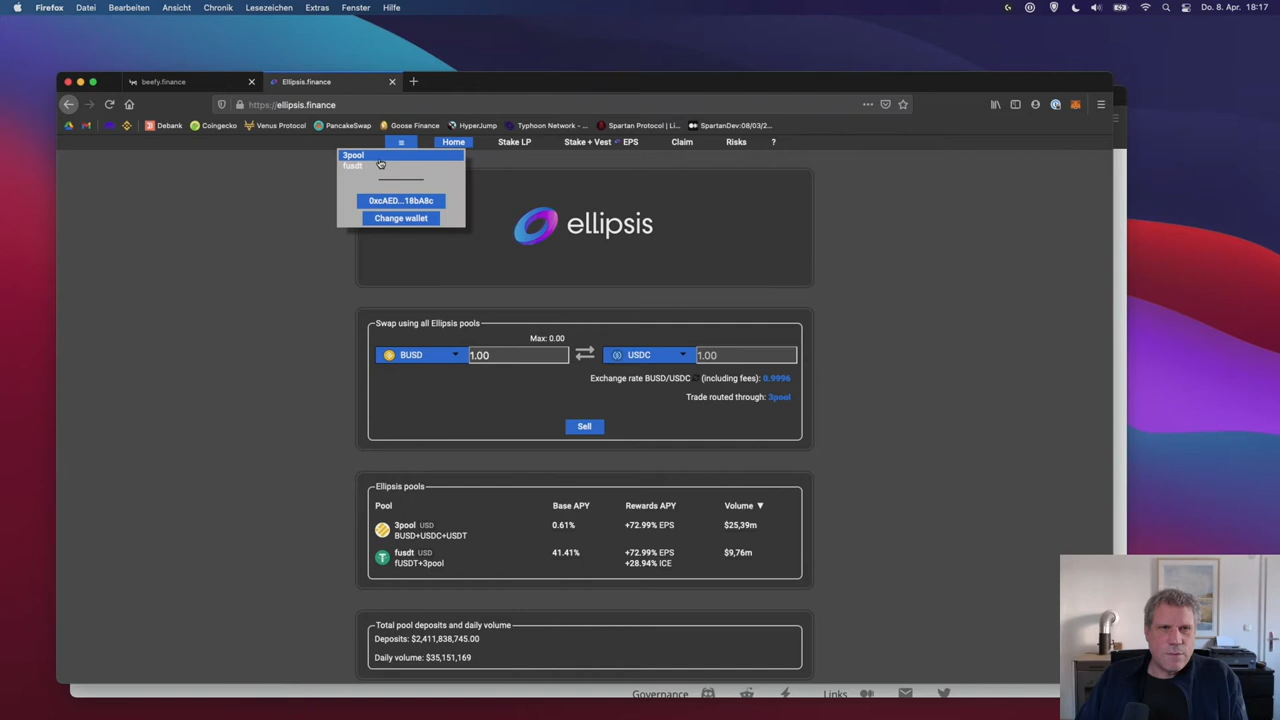 Firefox Datei Bearbeiten Ansicht Chronik Lesezeichen Extras Fenster Hilfe Do. 8. Apr. 18:17
beefy.finance Ellipsis.finance
https://ellipsis.finance
Debank Coingecko Venus Protocol PancakeSwap Goose Finance HyperJump Typhoon Network - ... Spartan Protocol | Li... SpartanDev:08/03/2...
≡ Home Stake LP Stake + Vest EPS Claim Risks ?
3pool
fusdt
0xcAED...18bA8c
Change wallet
ellipsis
Swap using all Ellipsis pools
Max: 0.00
BUSD 1.00 USDC 1.00
Exchange rate BUSD/USDC (including fees): 0.9996
Trade routed through: 3pool
Sell
Ellipsis pools
Pool Base APY Rewards APY Volume ▼
3pool USD 0.61% +72.99% EPS $25,39m
BUSD+USDC+USDT
fusdt USD 41.41% +72.99% EPS $9,76m
fUSDT+3pool +28.94% ICE
Total pool deposits and daily volume
Deposits: $2,411,838,745.00
Daily volume: $35,151,169
Governance Links